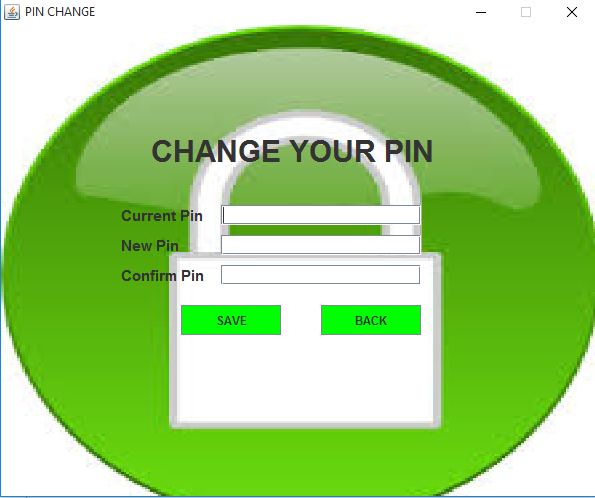 PIN CHANGE
CHANGE YOUR PIN
Current Pin
New Pin
Confirm Pin
SAVE BACK